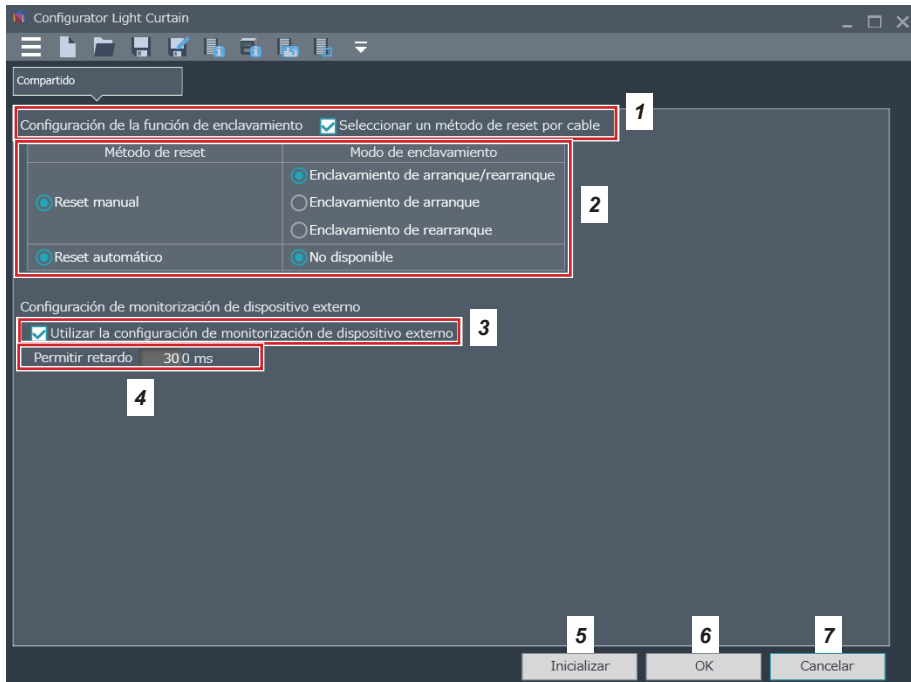 Configurator Light Curtain
Compartido
1
Configuración de la función de enclavamiento Seleccionar un método de reset por cable
Método de reset Modo de enclavamiento
Enclavamiento de arranque/rearranque
Reset manual Enclavamiento de arranque
2
Enclavamiento de rearranque
Reset automático No disponible
Configuración de monitorización de dispositivo externo
Utilizar la configuración de monitorización de dispositivo externo
3
Permitir retardo 300 ms
4
5 6 7
Inicializar OK Cancelar